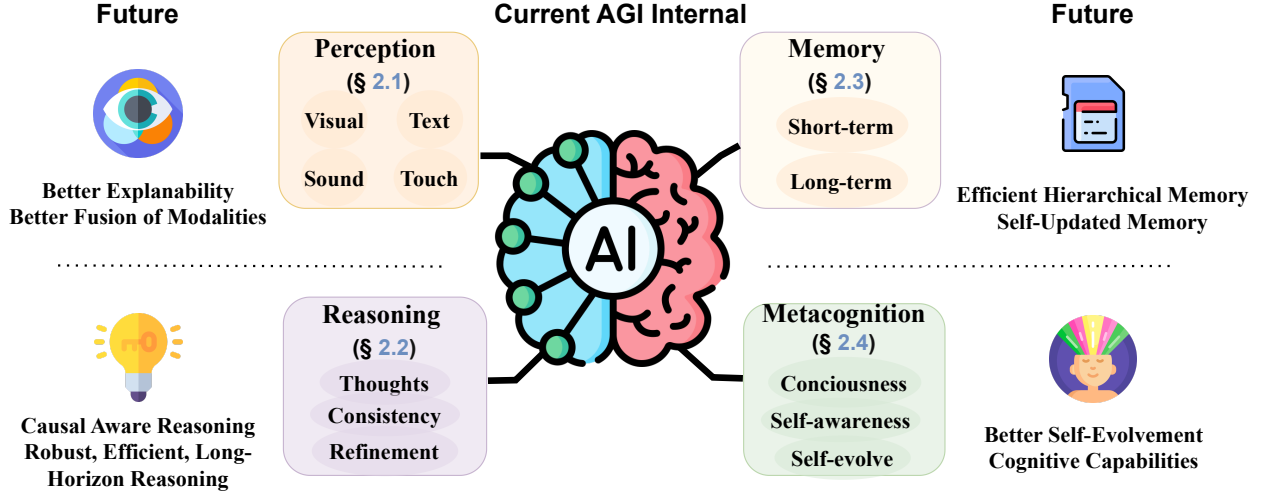 Future
Current AGI Internal
Future
Perception
(§ 2.1)
Visual
Text
Sound
Touch
Better Explanability
Better Fusion of Modalities
Memory
(§ 2.3)
Short-term
Long-term
Efficient Hierarchical Memory
Self-Updated Memory
AI
Reasoning
(§ 2.2)
Thoughts
Consistency
Refinement
Causal Aware Reasoning
Robust, Efficient, Long-
Horizon Reasoning
Metacognition
(§ 2.4)
Conciousness
Self-awareness
Self-evolve
Better Self-Evolvement
Cognitive Capabilities